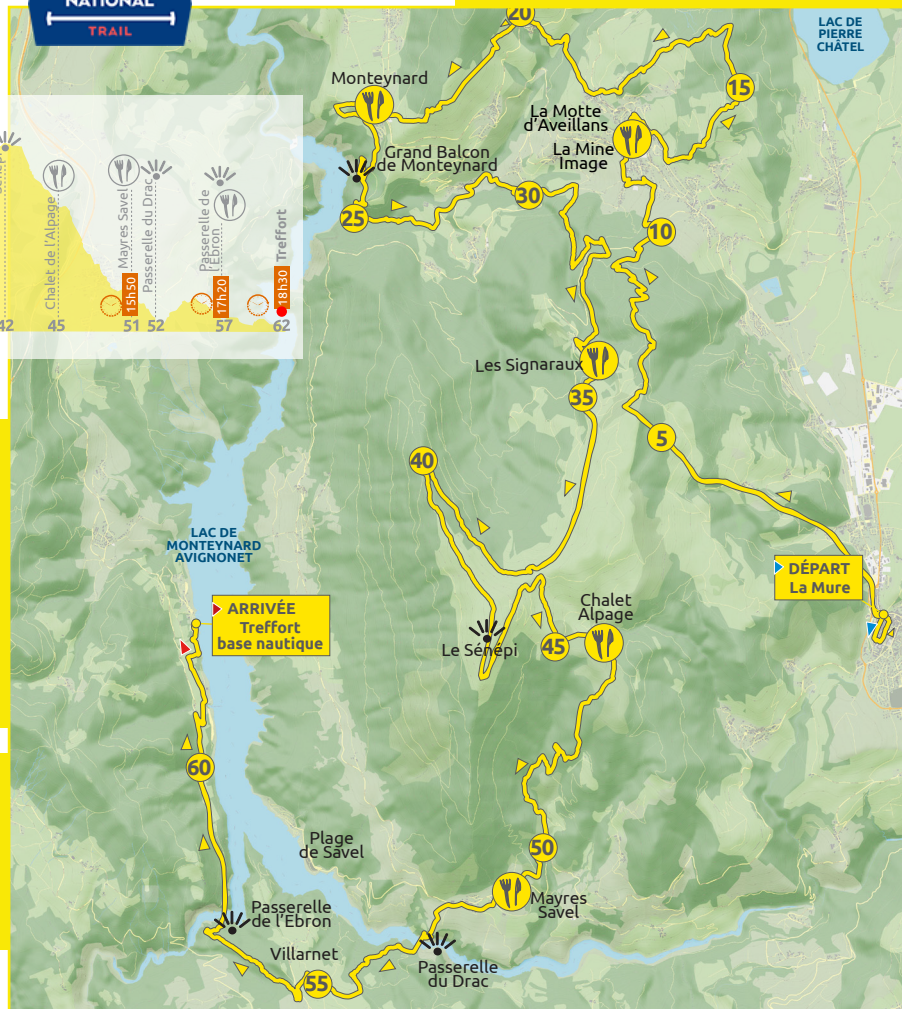 NATIONAL
TRAIL
20
LAC DE
PIERRE
CHÂTEL
Monteynard
15
La Motte
d'Aveillans
La Mine
Image
Grand Balcon
de Monteynard
25
30
10
Chalet de l'Alpage
Mayres Savel
15h50
Passerelle du Drac
Passerelle de
l'Ebron
17h20
Treffort
18h30
42
45
51
52
57
62
Les Signaraux
35
5
40
LAC DE
MONTEYNARD
AVIGNONET
DÉPART
La Mure
ARRIVÉE
Treffort
base nautique
Chalet
Alpage
Le Sénépi
45
60
Plage
de Savel
50
Mayres
Savel
Passerelle
de l'Ebron
Villarnet
Passerelle
du Drac
55